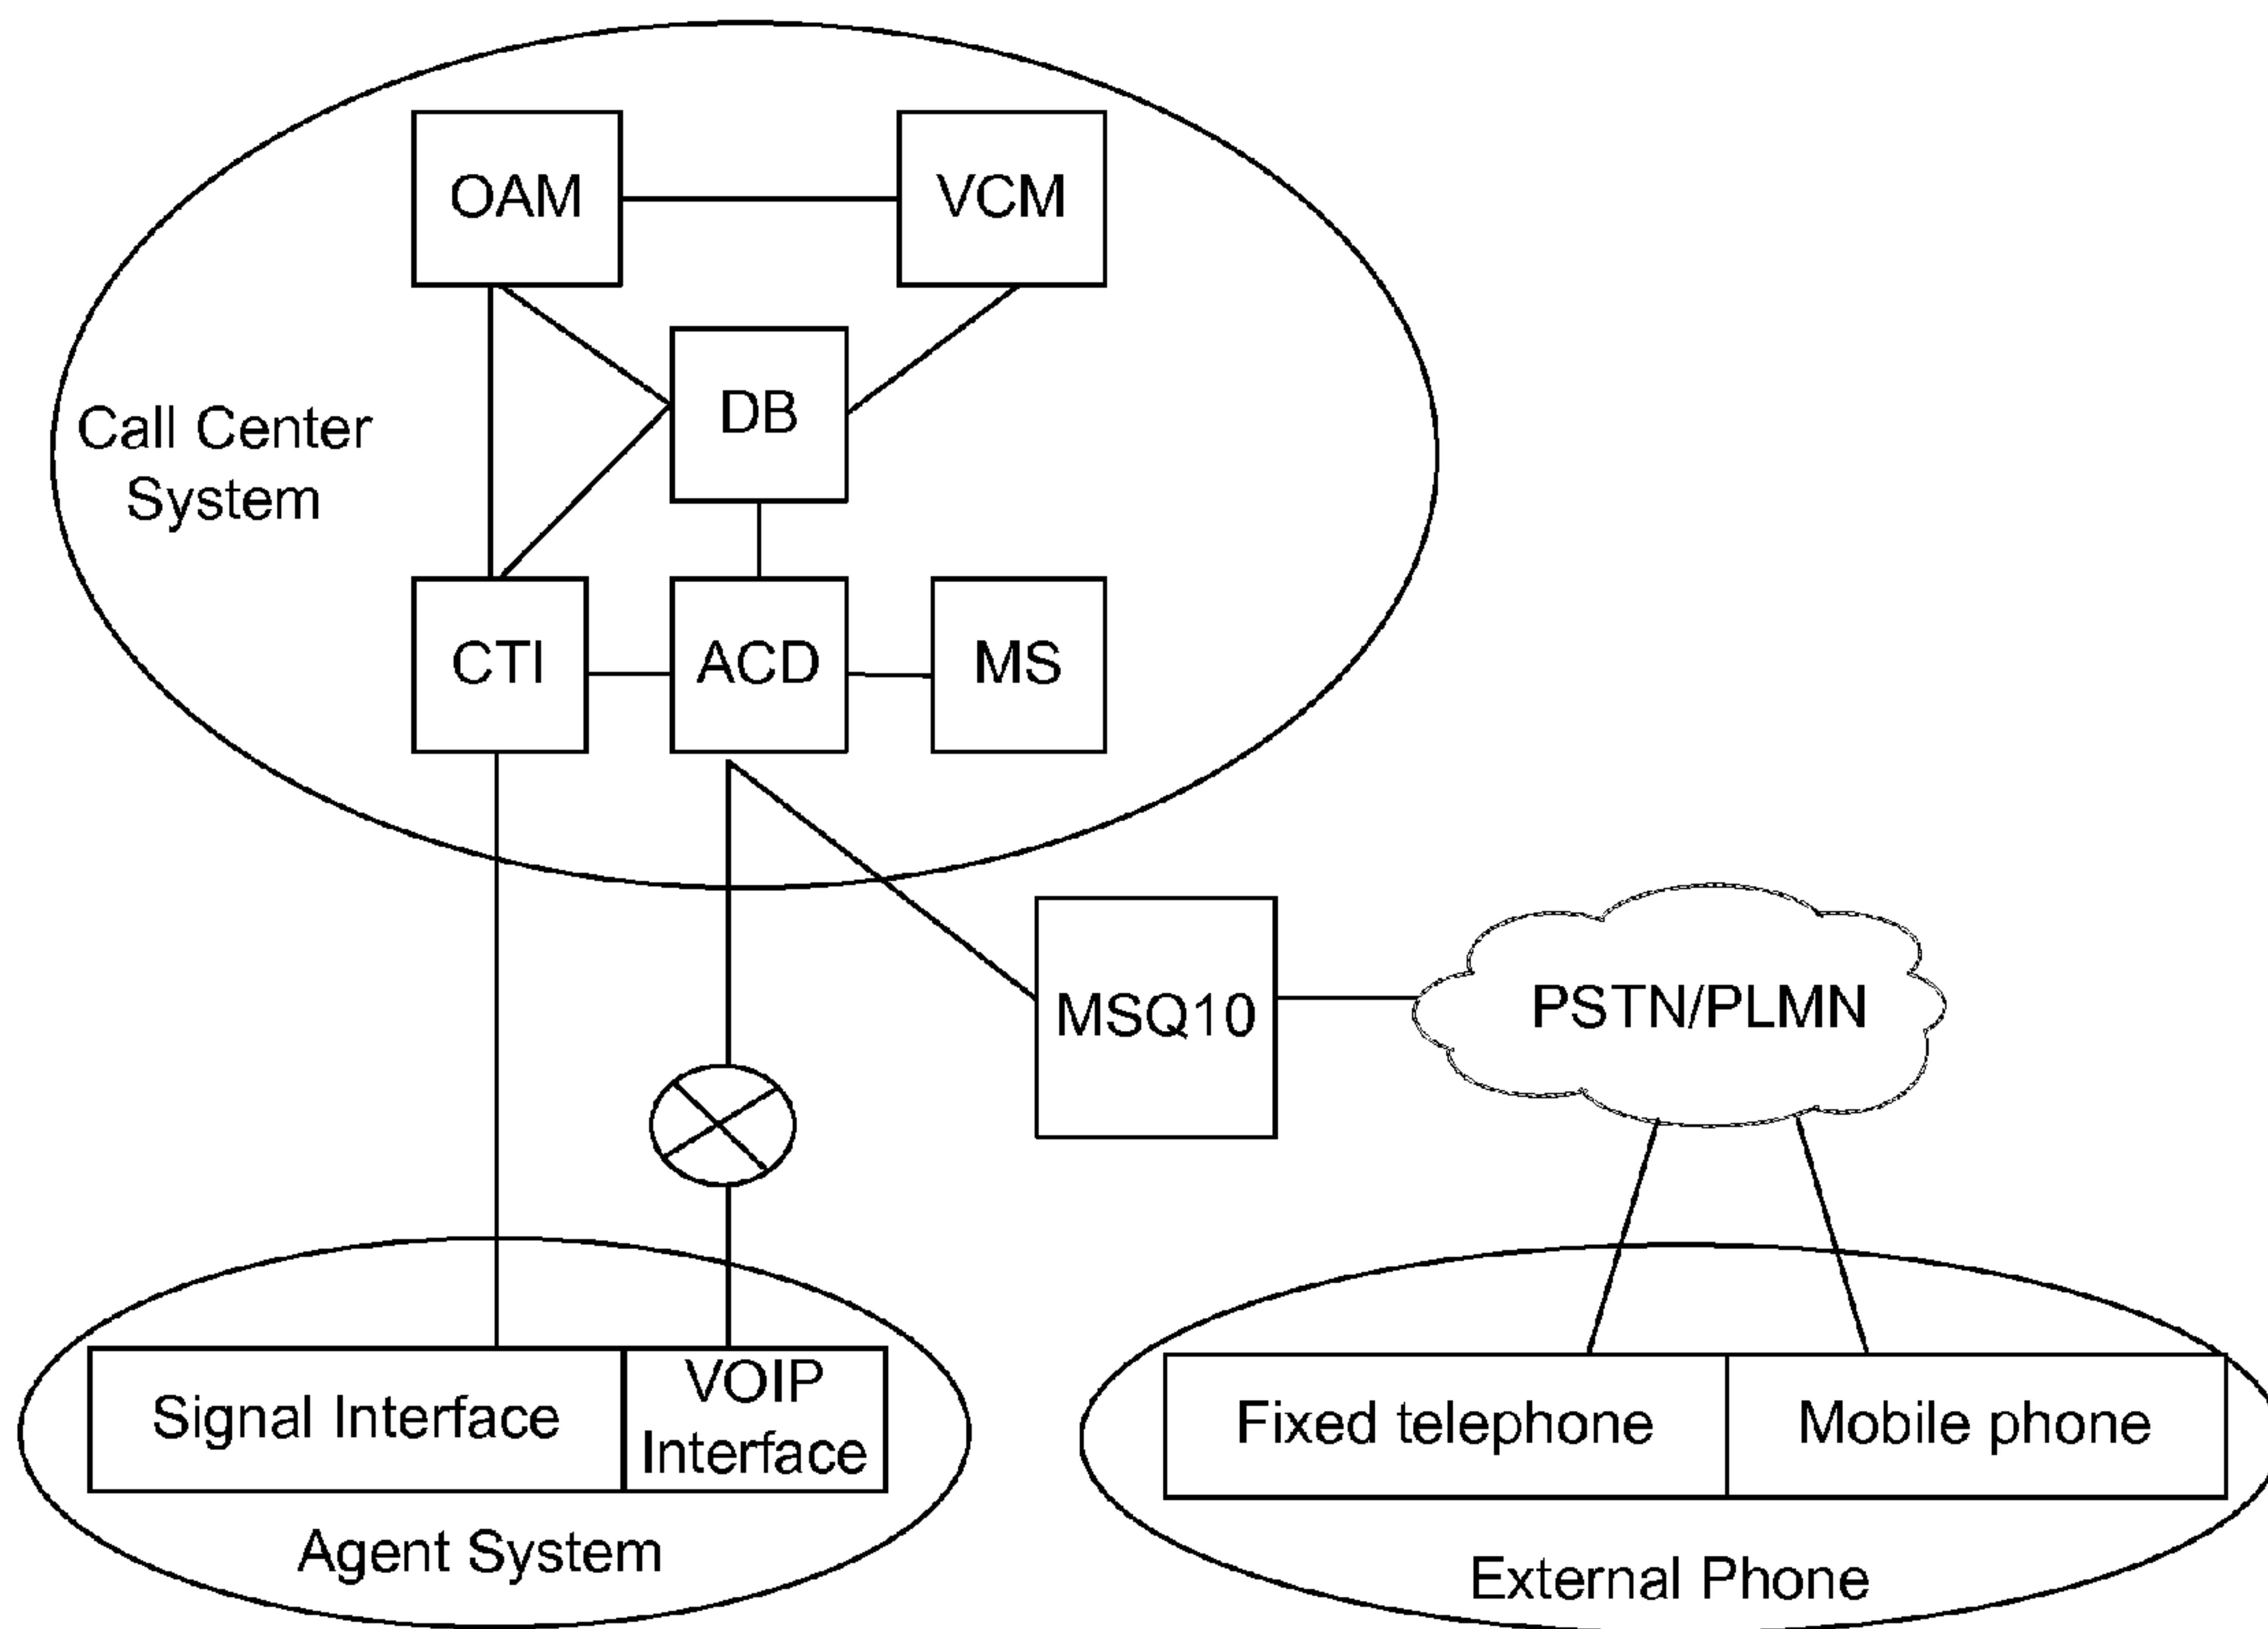 OAM
VCM
DB
Call Center
System
CTI
ACD
MS
MSQ10
PSTN/PLMN
Signal Interface
VOIP
Interface
Agent System
Fixed telephone
Mobile phone
External Phone